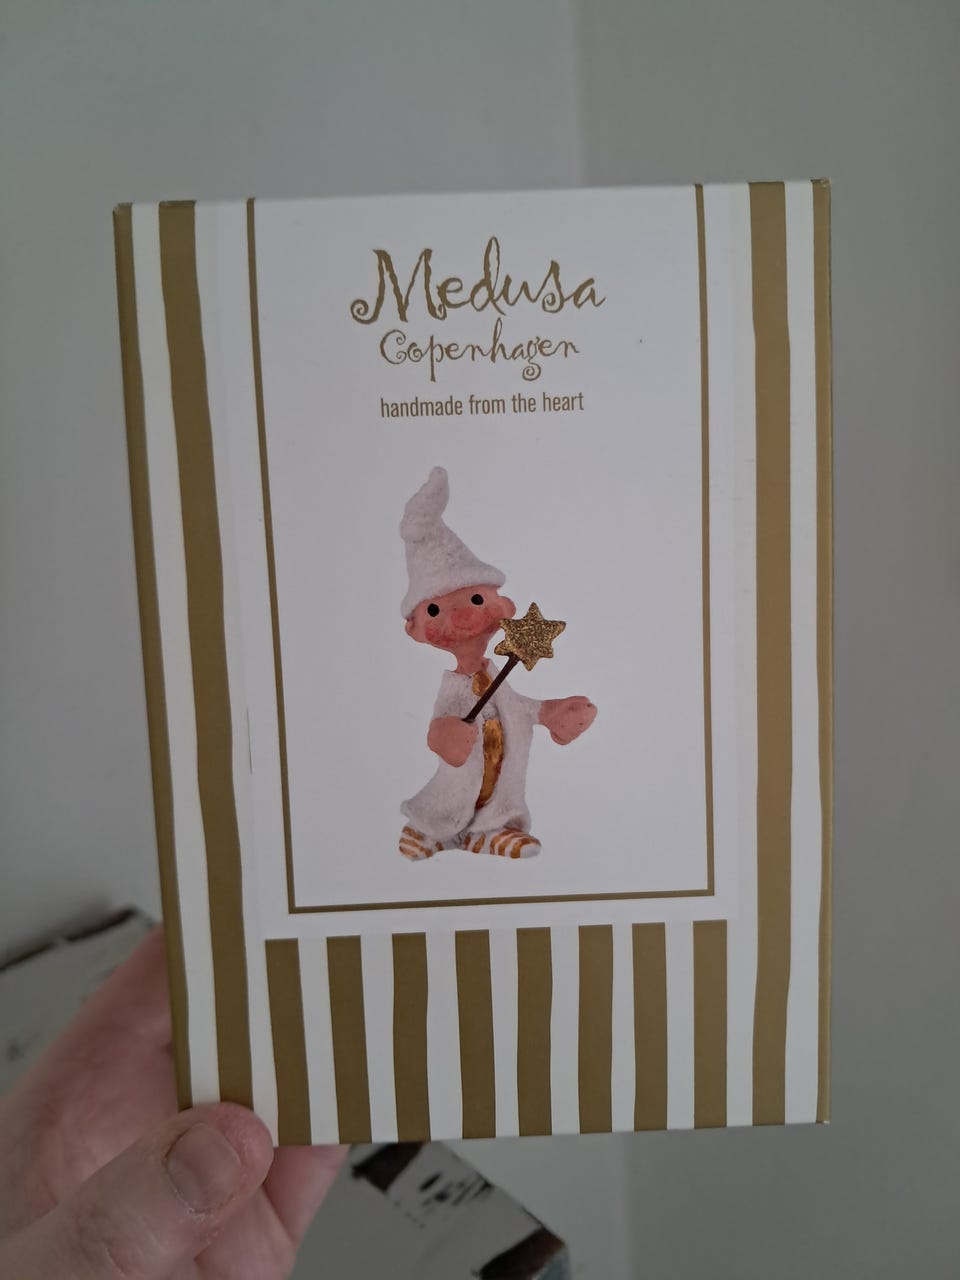 Medusa
Copenhagen
handmade from the heart